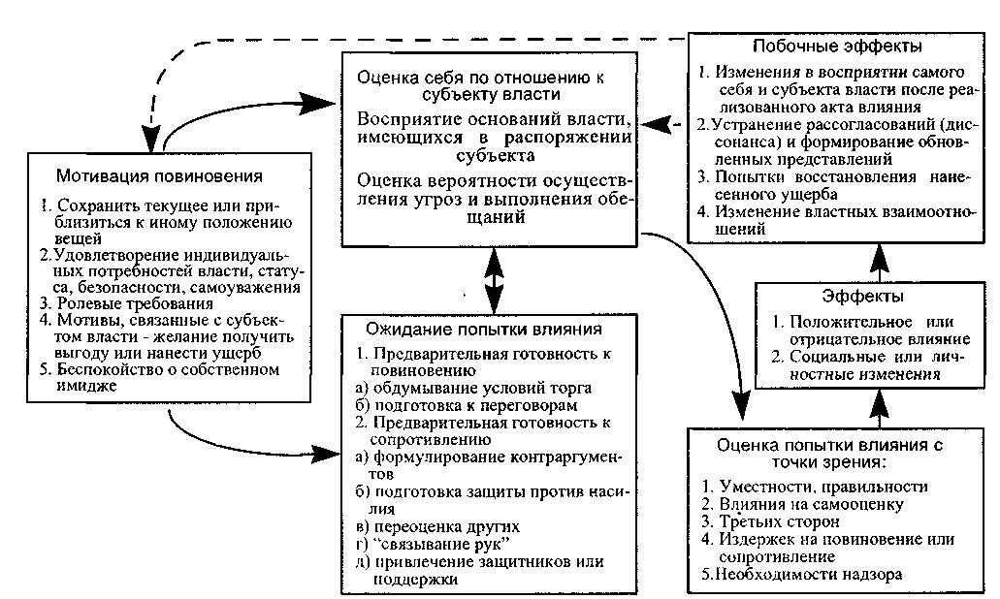 Мотивация повиновения
1. Сохранить текущее или при-
близиться к иному положению
вещей
2.Удовлетворение индивидуаль-
ных потребностей власти, стату-
са, безопасности, самоуважения
3. Ролевые требования
4. Мотивы, связанные с субъек-
том власти - желание получить
выгоду или нанести ущерб
5. Беспокойство о собственном
имидже
Оценка себя по отношению к
субъекту власти
Восприятие оснований власти,
имеющихся в распоряжении
субъекта
Оценка вероятности осуществ-
ления угроз и выполнения обе-
щаний
Ожидание попытки влияния
1. Предварительная готовность к
повиновению
а) обдумывание условий торга
б) подготовка к переговорам
2. Предварительная готовность к
сопротивлению
а) формулирование контраргумен-
тов
б) подготовка защиты против наси-
лия
в) переоценка других
г) "связывание рук"
д) привлечение защитников или
поддержки
Побочные эффекты
1. Изменения в восприятии самого
себя и субъекта власти после реа-
лизованного акта влияния
2.Устранение рассогласований (дис-
сонанса) и формирование обнов-
ленных представлений
3. Попытки восстановления нане-
сенного ущерба
4. Изменение властных взаимоотно-
шений
Эффекты
1. Положительное или
отрицательное влияние
2. Социальные или лич-
ностные изменения
Оценка попытки влияния с
точки зрения:
1. Уместности, правильности
2. Влияния на самооценку
3. Третьих сторон
4. Издержек на повиновение или
сопротивление
5.Необходимости надзора